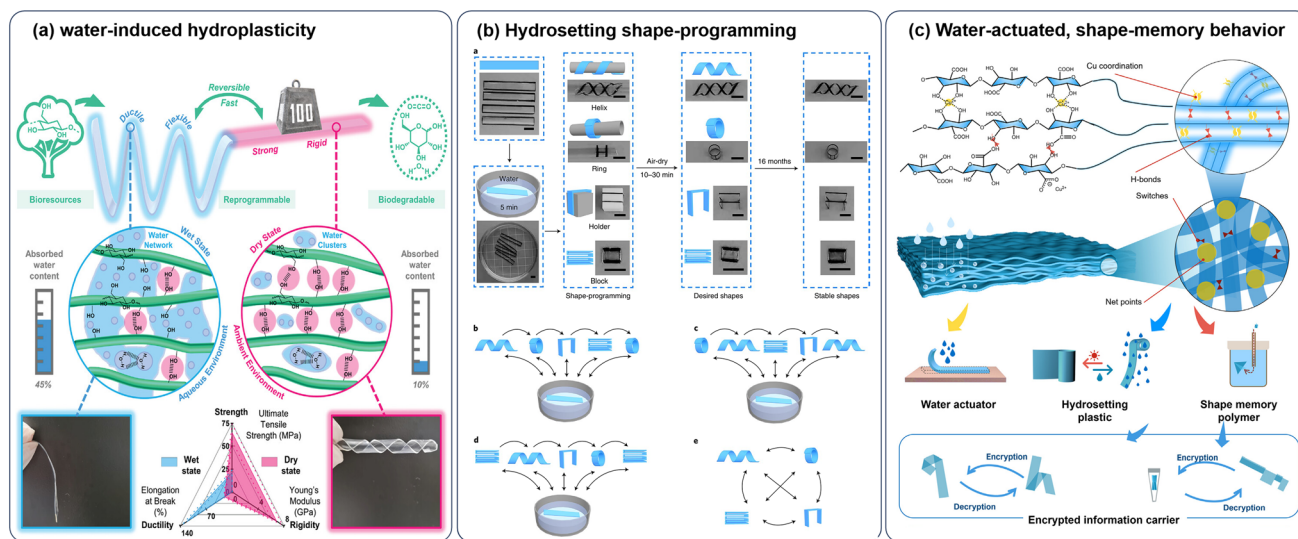 (a) water-induced hydroplasticity
Reversible
Fast
100
Ductile
Flexible
Strong
Rigid
O=C=O
Bioresources
Reprogrammable
Biodegradable
Water
Network
Wet State
Dry State
Water
Clusters
Absorbed
water
content
45%
Aqueous Environment
Ambient Environment
Absorbed
water
content
10%
Strength
75
50
25
0
Ultimate
Tensile
Strength (MPa)
Wet
state
Dry
state
Elongation
at Break
(%)
Ductility
140
70
0
0
4
8
Young's
Modulus
(GPa)
Rigidity
(b) Hydrosetting shape-programming
a
Water
5 min
Helix
Ring
Holder
Block
Shape-programming
Air-dry
10–30 min
Desired shapes
16 months
Stable shapes
b
c
d
e
(c) Water-actuated, shape-memory behavior
Cu coordination
H-bonds
Switches
Net points
Cu²⁺
Water actuator
Hydrosetting
plastic
Shape memory
polymer
Encryption
Decryption
Encryption
Decryption
Encrypted information carrier